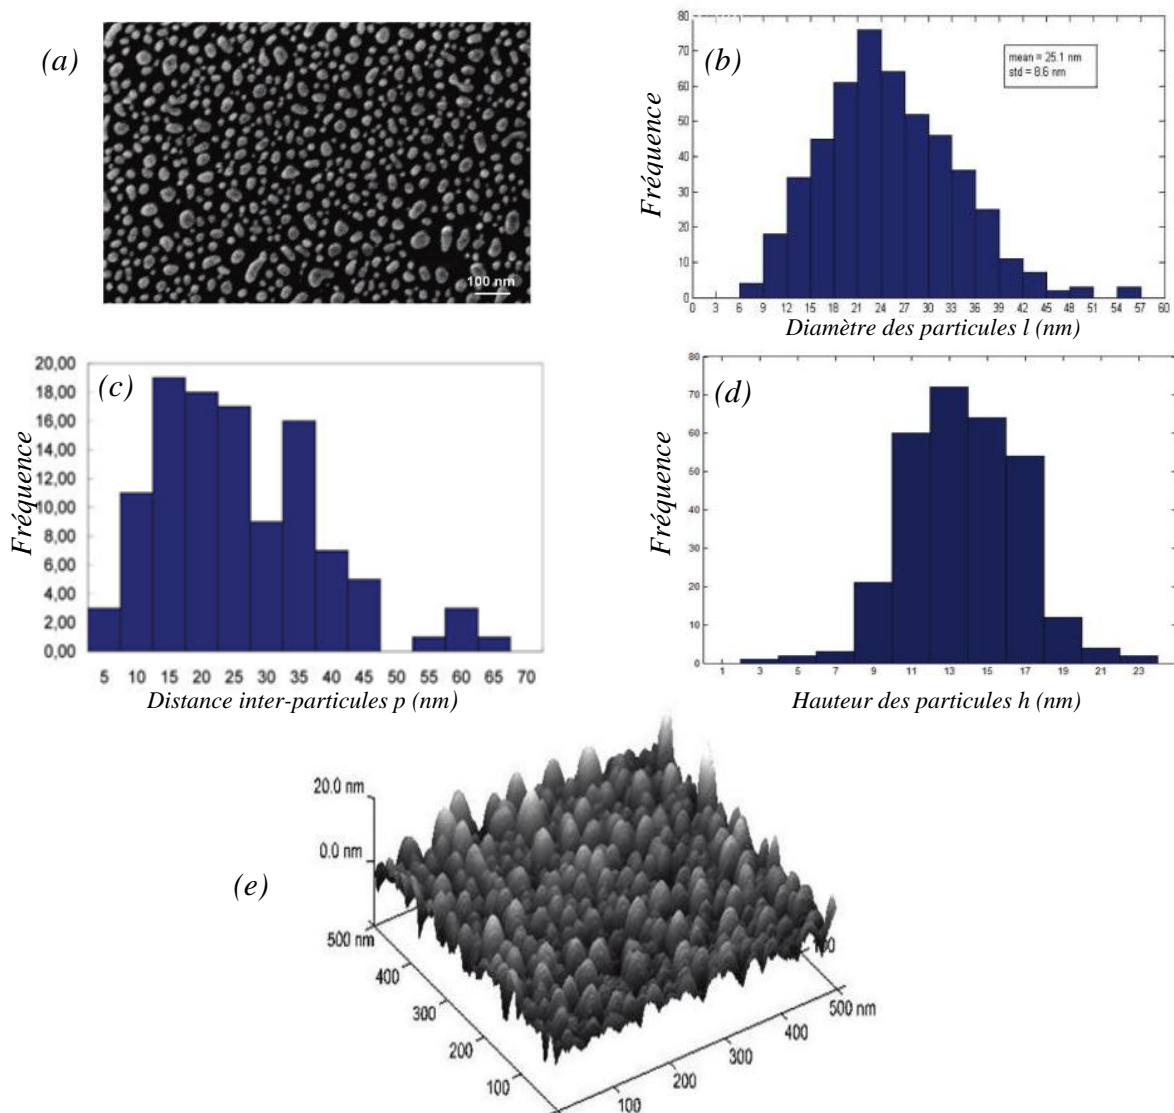 (a)
100 nm
(b)
Fréquence
80
70
60
50
40
30
20
10
0
mean = 25.1 nm
std = 8.6 nm
0 3 6 9 12 15 18 21 24 27 30 33 36 39 42 45 48 51 54 57 60
Diamètre des particules l (nm)
(c)
Fréquence
20,00
18,00
16,00
14,00
12,00
10,00
8,00
6,00
4,00
2,00
0,00
5 10 15 20 25 30 35 40 45 50 55 60 65 70
Distance inter-particules p (nm)
(d)
Fréquence
80
70
60
50
40
30
20
10
0
1 3 5 7 9 11 13 15 17 19 21 23
Hauteur des particules h (nm)
(e)
20.0 nm
0.0 nm
500 nm
400
300
200
100
100
200
300
400
500 nm